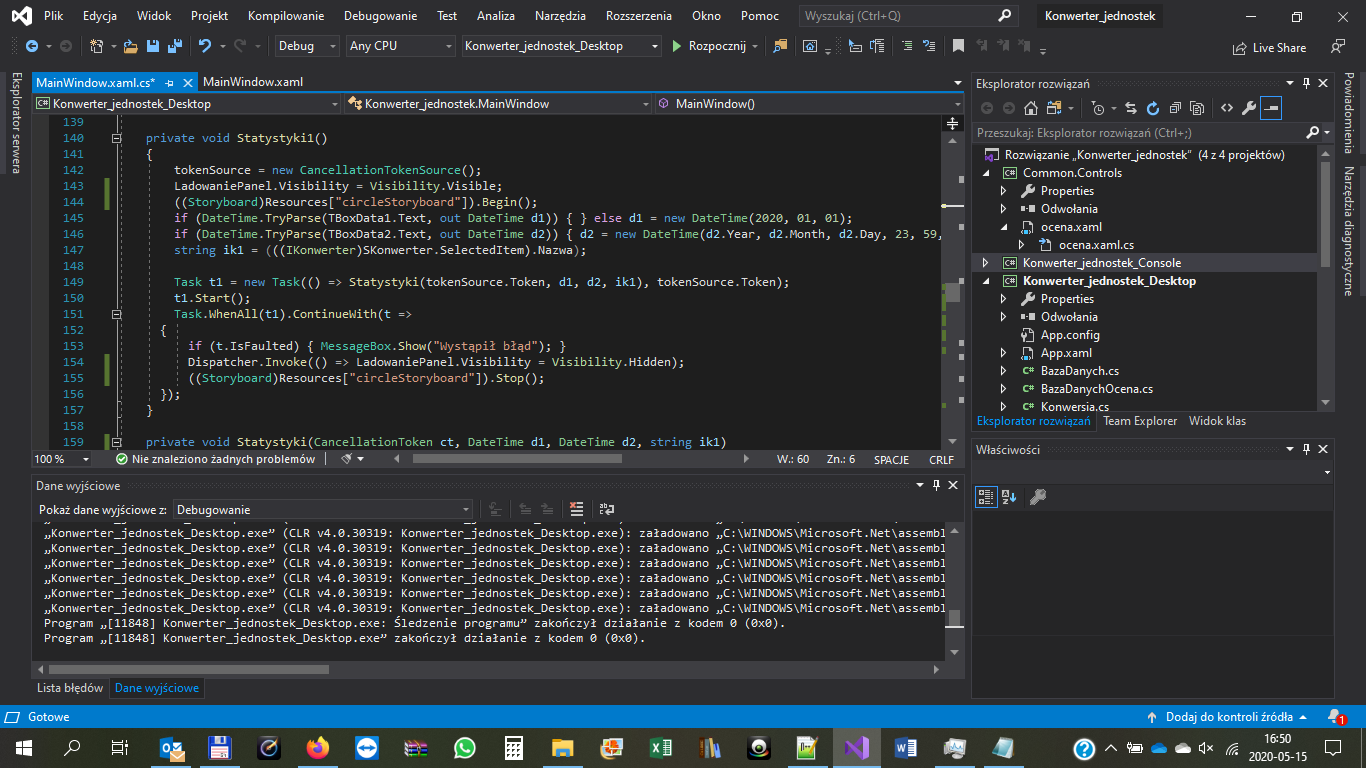 Plik Edycja Widok Projekt Kompilowanie Debugowanie Test Analiza Narzędzia Rozszerzenia Okno Pomoc Wyszukaj (Ctrl+Q) Konwerter_jednostek
Debug Any CPU Konwerter_jednostek_Desktop Rozpocznij Live Share
Eksplorator serwera
MainWindow.xaml.cs* MainWindow.xaml
Konwerter_jednostek_Desktop Konwerter_jednostek.MainWindow MainWindow()
139
140 private void Statystyki1()
141 {
142 tokenSource = new CancellationTokenSource();
143 LadowaniePanel.Visibility = Visibility.Visible;
144 ((Storyboard)Resources["circleStoryboard"]).Begin();
145 if (DateTime.TryParse(TBoxData1.Text, out DateTime d1)) { } else d1 = new DateTime(2020, 01, 01);
146 if (DateTime.TryParse(TBoxData2.Text, out DateTime d2)) { d2 = new DateTime(d2.Year, d2.Month, d2.Day, 23, 59,
147 string ik1 = (((IKonwerter)SKonwerter.SelectedItem).Nazwa);
148
149 Task t1 = new Task(() => Statystyki(tokenSource.Token, d1, d2, ik1), tokenSource.Token);
150 t1.Start();
151 Task.WhenAll(t1).ContinueWith(t =>
152 {
153 if (t.IsFaulted) { MessageBox.Show("Wystąpił błąd"); }
154 Dispatcher.Invoke(() => LadowaniePanel.Visibility = Visibility.Hidden);
155 ((Storyboard)Resources["circleStoryboard"]).Stop();
156 });
157 }
158
159 private void Statystyki(CancellationToken ct, DateTime d1, DateTime d2, string ik1)
100 % Nie znaleziono żadnych problemów W.: 60 Zn.: 6 SPACJE CRLF
Dane wyjściowe
Pokaż dane wyjściowe z: Debugowanie
„Konwerter_jednostek_Desktop.exe” (CLR v4.0.30319: Konwerter_jednostek_Desktop.exe): załadowano „C:\WINDOWS\Microsoft.Net\assembl
„Konwerter_jednostek_Desktop.exe” (CLR v4.0.30319: Konwerter_jednostek_Desktop.exe): załadowano „C:\WINDOWS\Microsoft.Net\assembl
„Konwerter_jednostek_Desktop.exe” (CLR v4.0.30319: Konwerter_jednostek_Desktop.exe): załadowano „C:\WINDOWS\Microsoft.Net\assembl
„Konwerter_jednostek_Desktop.exe” (CLR v4.0.30319: Konwerter_jednostek_Desktop.exe): załadowano „C:\WINDOWS\Microsoft.Net\assembl
„Konwerter_jednostek_Desktop.exe” (CLR v4.0.30319: Konwerter_jednostek_Desktop.exe): załadowano „C:\WINDOWS\Microsoft.Net\assembl
„Konwerter_jednostek_Desktop.exe” (CLR v4.0.30319: Konwerter_jednostek_Desktop.exe): załadowano „C:\WINDOWS\Microsoft.Net\assembl
Program „[11848] Konwerter_jednostek_Desktop.exe: Śledzenie programu” zakończył działanie z kodem 0 (0x0).
Program „[11848] Konwerter_jednostek_Desktop.exe” zakończył działanie z kodem 0 (0x0).
Lista błędów Dane wyjściowe
Eksplorator rozwiązań
Przeszukaj: Eksplorator rozwiązań (Ctrl+;)
Rozwiązanie „Konwerter_jednostek” (4 z 4 projektów)
Common.Controls
Properties
Odwołania
ocena.xaml
ocena.xaml.cs
Konwerter_jednostek_Console
Konwerter_jednostek_Desktop
Properties
Odwołania
App.config
App.xaml
BazaDanych.cs
BazaDanychOcena.cs
Konwersja.cs
Eksplorator rozwiązań Team Explorer Widok klas
Właściwości
Powiadomienia
Narzędzia diagnostyczne
Gotowe Dodaj do kontroli źródła 1
16:50
2020-05-15